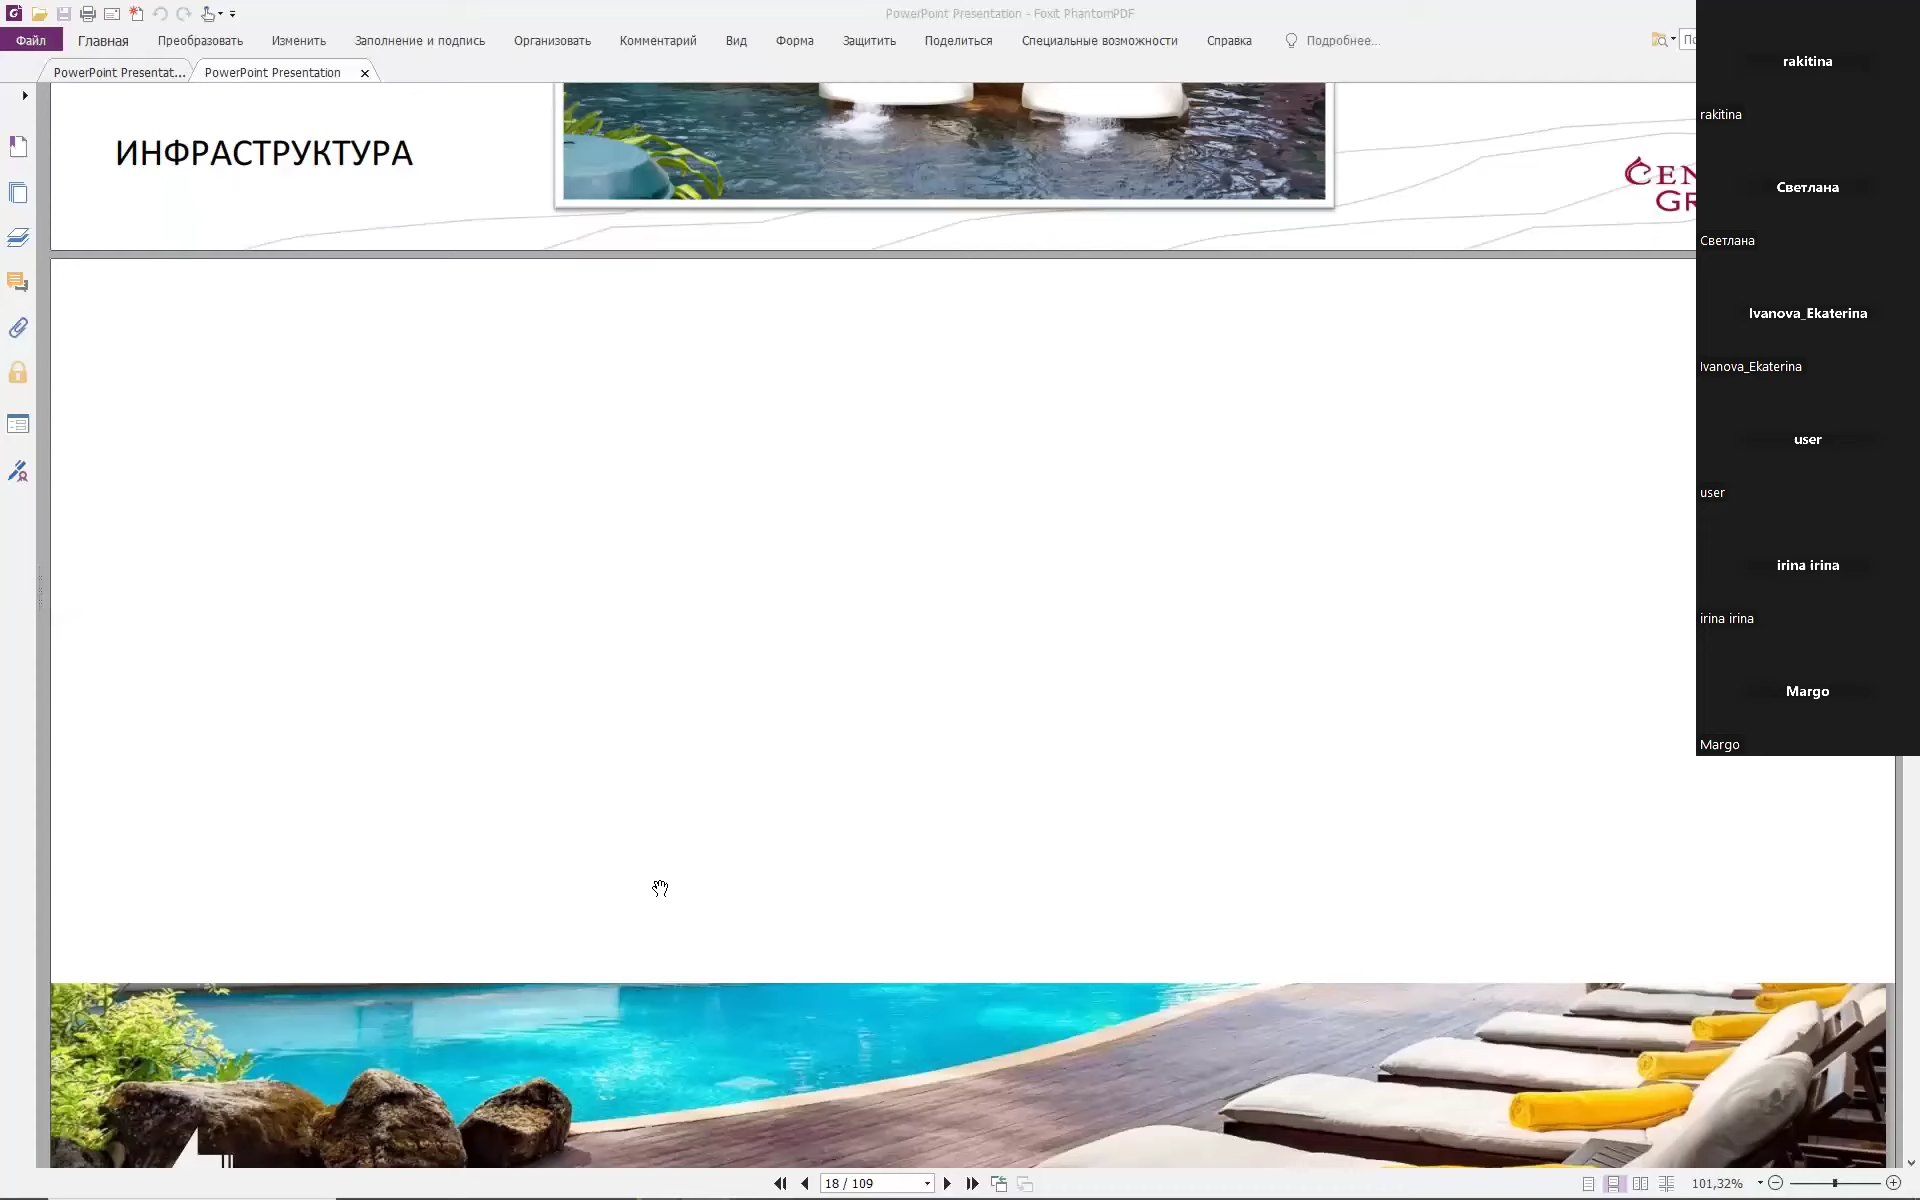 PowerPoint Presentation - Foxit PhantomPDF
Файл Главная Преобразовать Изменить Заполнение и подпись Организовать Комментарий Вид Форма Защитить Поделиться Специальные возможности Справка Подробнее...
PowerPoint Presentat... PowerPoint Presentation
ИНФРАСТРУКТУРА
CEN
GR
rakitina
rakitina
Светлана
Светлана
Ivanova_Ekaterina
Ivanova_Ekaterina
user
user
irina irina
irina irina
Margo
Margo
18 / 109
101,32%